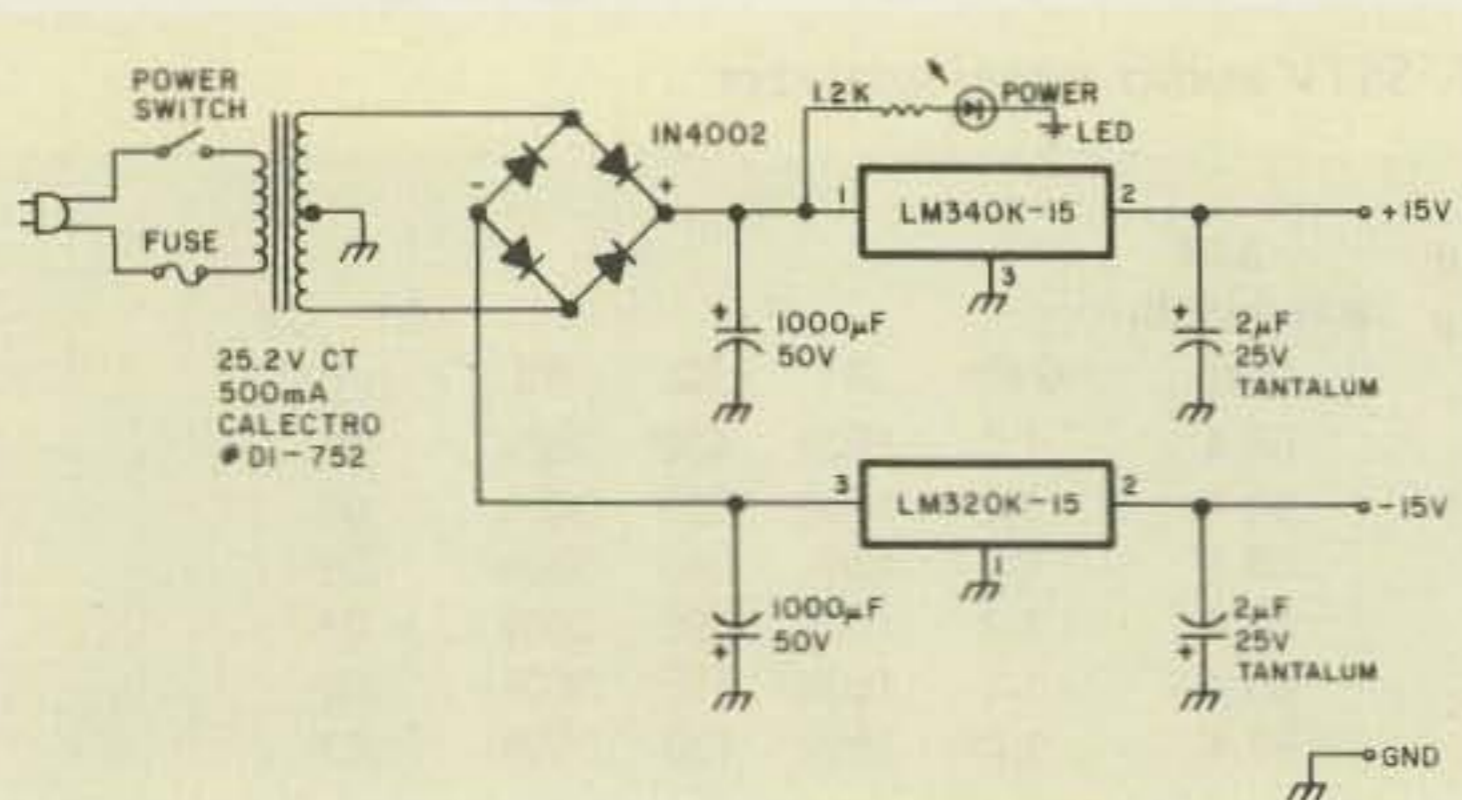 POWER
SWITCH
FUSE
25.2V CT
500mA
CALECTRO
# DI-752
IN4002
-
+
1.2K
POWER
LED
1
LM340K-15
2
3
+15V
+
1000µF
50V
+
2µF
25V
TANTALUM
3
LM320K-15
2
1
-15V
1000µF
50V
+
2µF
25V
TANTALUM
+
GND